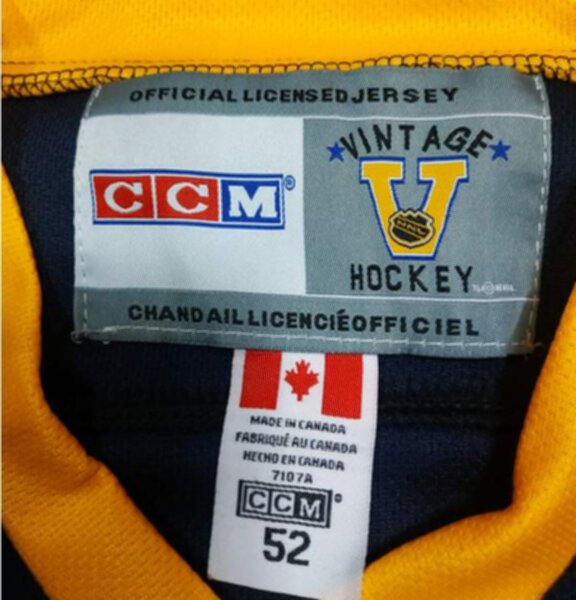 OFFICIAL LICENSED JERSEY
CCM®
VINTAGE
V
NHL
HOCKEY
CHANDAIL LICENCIÉ OFFICIEL
MADE IN CANADA
FABRIQUÉ AU CANADA
HECHO EN CANADA
7107A
CCM®
52